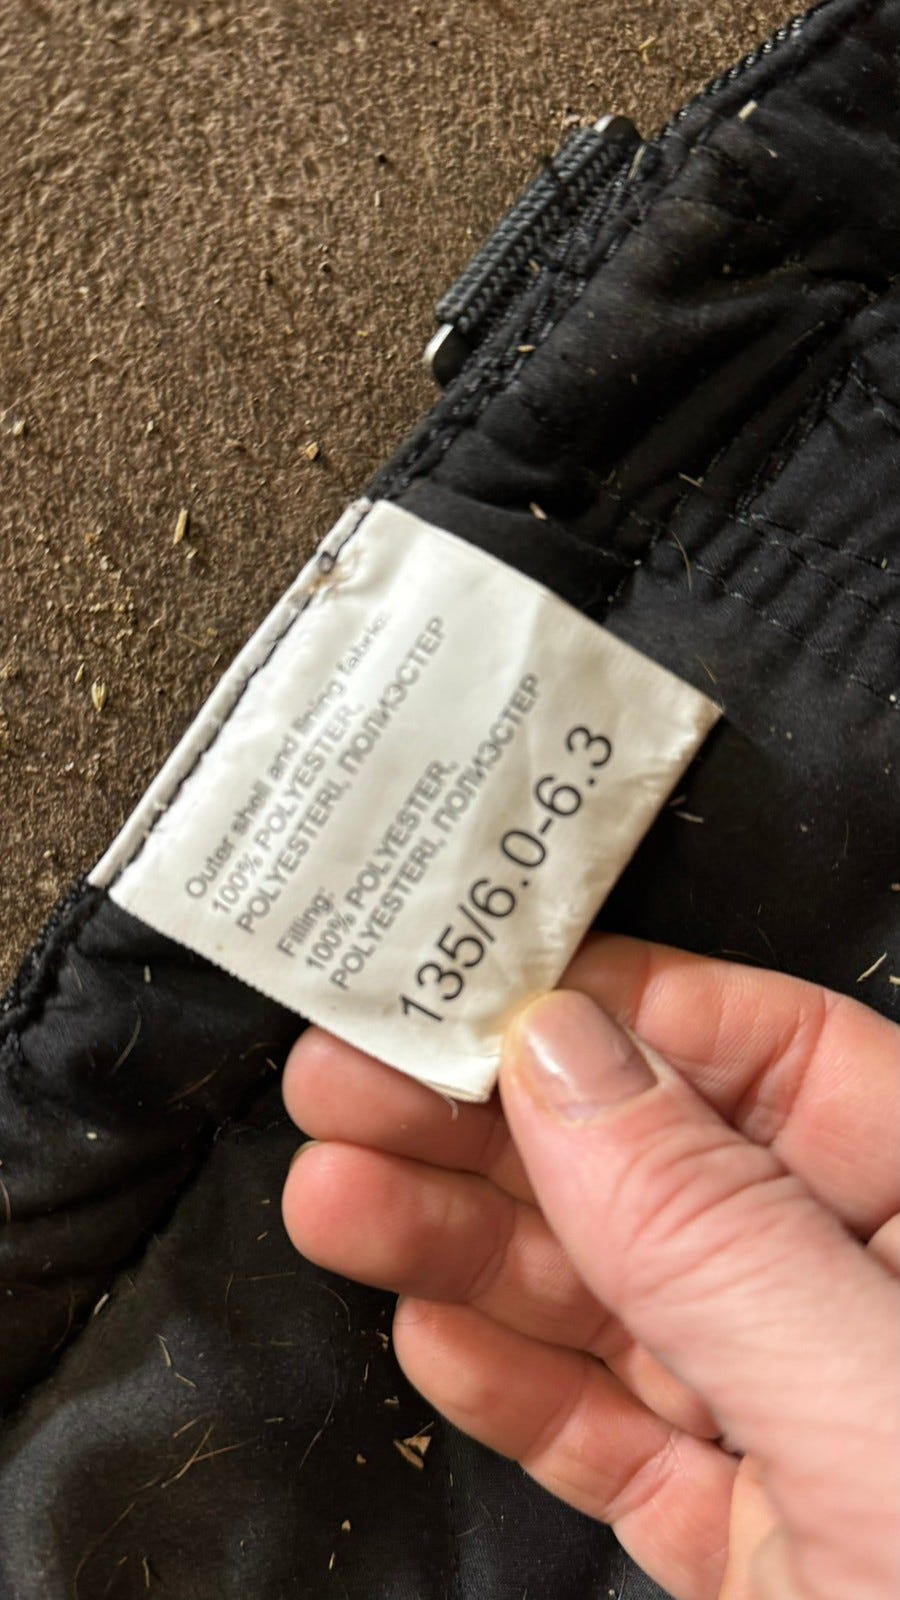 Outer shell and lining fabric:
100% POLYESTER,
POLYESTERI, ПОЛИЭСТЕР
Filling:
100% POLYESTER,
POLYESTERI, ПОЛИЭСТЕР
135/6.0-6.3